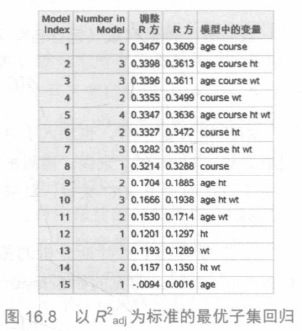 Model Index Number in Model 调整 R 方 R 方 模型中的变量
1 2 0.3467 0.3609 age course
2 3 0.3398 0.3613 age course ht
3 3 0.3396 0.3611 age course wt
4 2 0.3355 0.3499 course wt
5 4 0.3347 0.3636 age course ht wt
6 2 0.3327 0.3472 course ht
7 3 0.3282 0.3501 course ht wt
8 1 0.3214 0.3288 course
9 2 0.1704 0.1885 age ht
10 3 0.1666 0.1938 age ht wt
11 2 0.1530 0.1714 age wt
12 1 0.1201 0.1297 ht
13 1 0.1193 0.1289 wt
14 2 0.1157 0.1350 ht wt
15 1 -.0094 0.0016 age
图 16.8 以 R²adj 为标准的最优子集回归